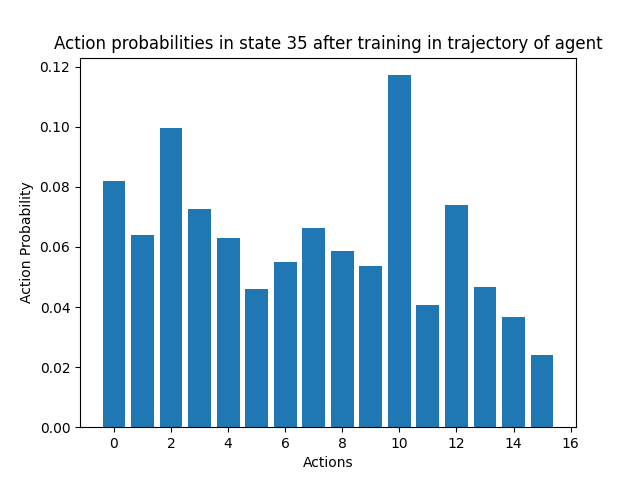 Action probabilities in state 35 after training in trajectory of agent
0.12
0.10
0.08
0.06
0.04
0.02
0.00
Action Probability
0 2 4 6 8 10 12 14 16
Actions